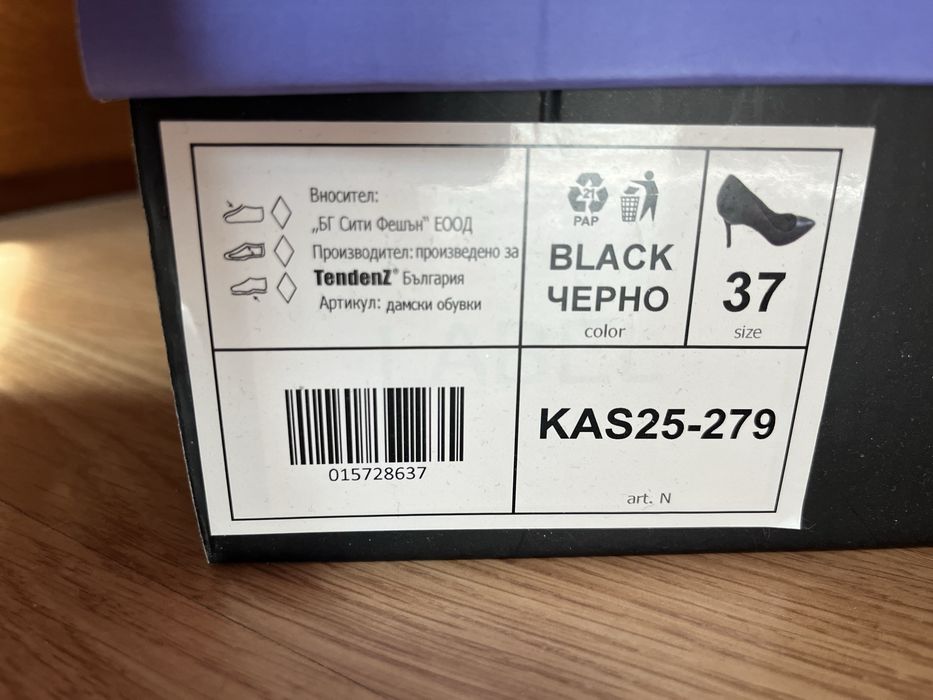 Вносител:
„БГ Сити Фешън“ ЕООД
Производител: произведено за
TendenZ® България
Артикул: дамски обувки
21
PAP
BLACK
ЧЕРНО
color
37
size
015728637
KAS25-279
art. N